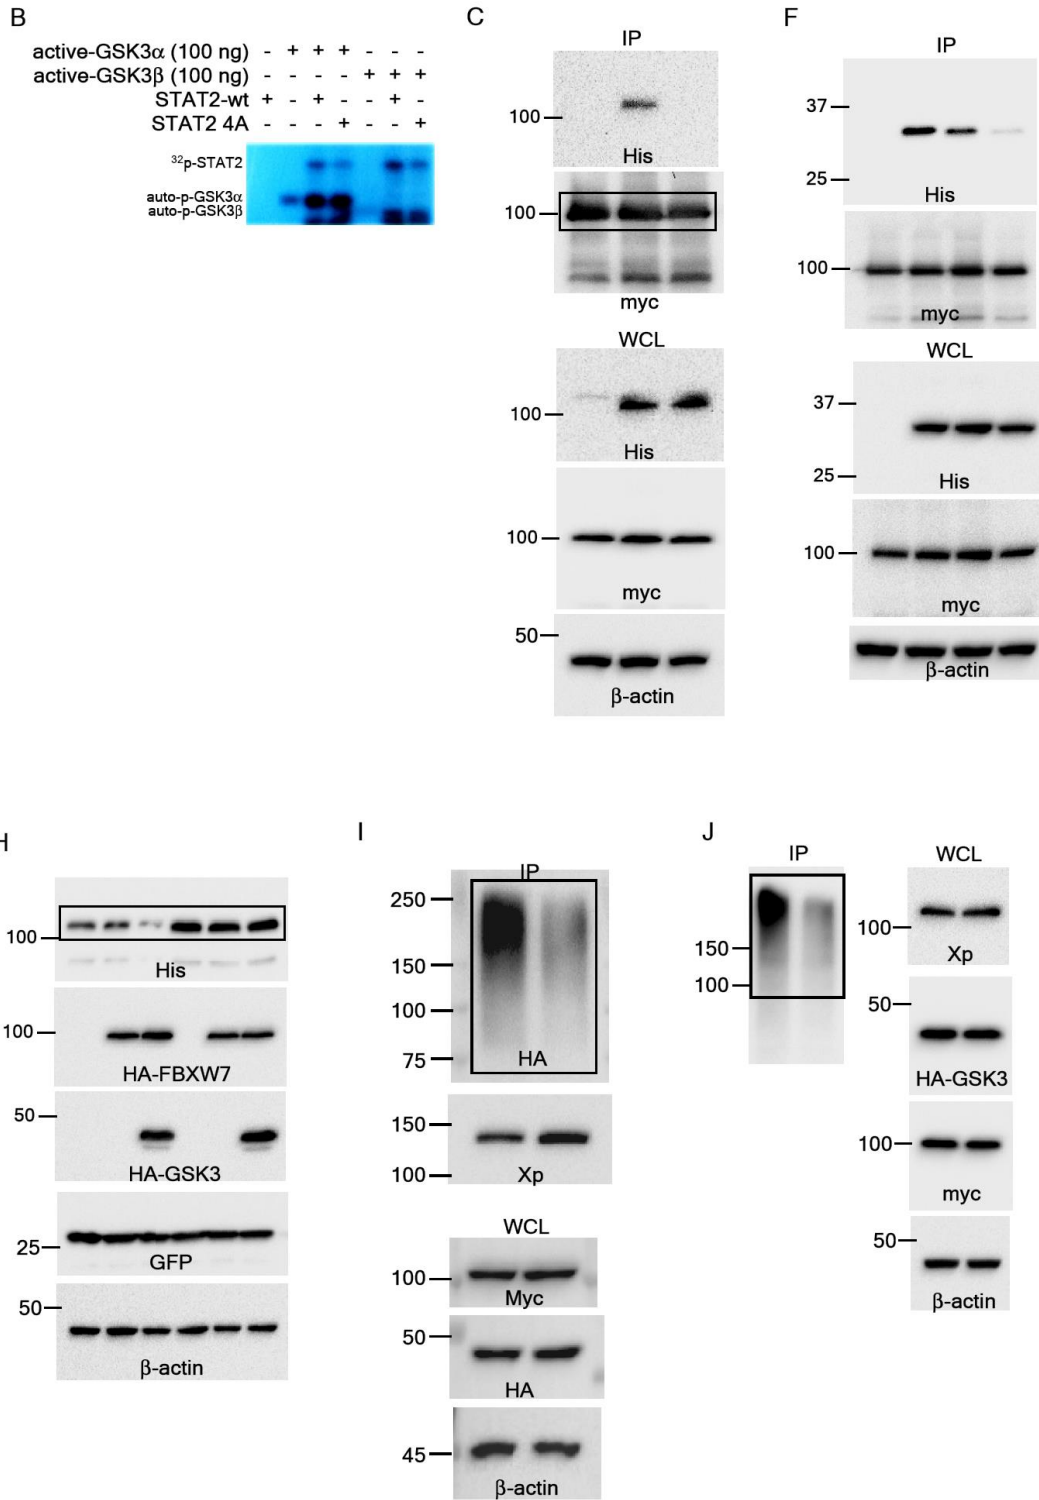 B
active-GSK3α (100 ng) - + + + - - -
active-GSK3β (100 ng) - - - - + + +
STAT2-wt + - + - - + -
STAT2 4A - - - + - - +
³²p-STAT2
auto-p-GSK3α
auto-p-GSK3β
C
IP
100
His
100
myc
WCL
100
His
100
myc
50
β-actin
F
IP
37
25
His
100
myc
WCL
37
25
His
100
myc
β-actin
H
100
His
100
HA-FBXW7
50
HA-GSK3
25
GFP
50
β-actin
I
IP
250
150
100
75
HA
150
100
Xp
WCL
100
Myc
50
HA
45
β-actin
J
IP
150
100
WCL
100
Xp
50
HA-GSK3
100
myc
50
β-actin